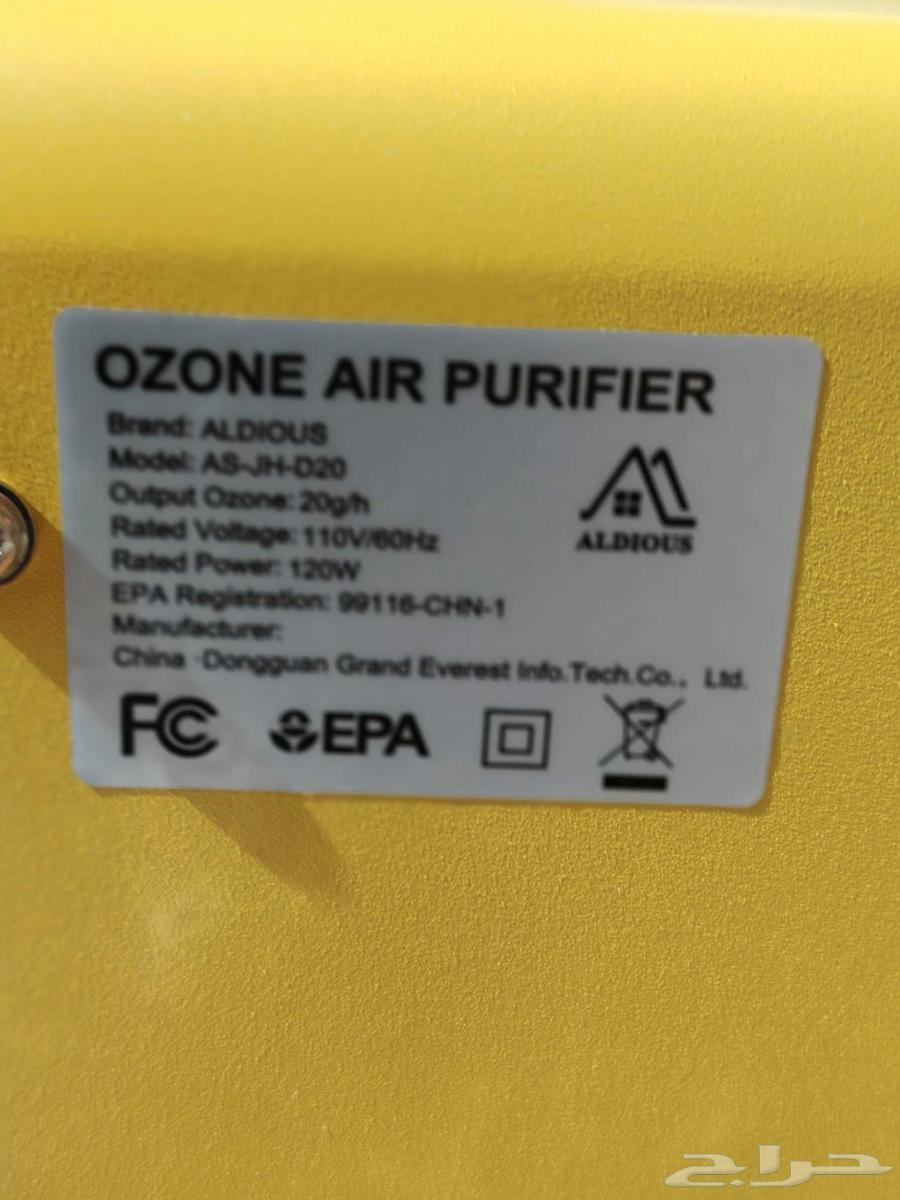 OZONE AIR PURIFIER
Brand: ALDIOUS
Model: AS-JH-D20
Output Ozone: 20g/h
Rated Voltage: 110V/60Hz
Rated Power: 120W
EPA Registration: 99116-CHN-1
Manufacturer:
China ·Dongguan Grand Everest Info.Tech.Co., Ltd.
ALDIOUS
FC
EPA
حراج